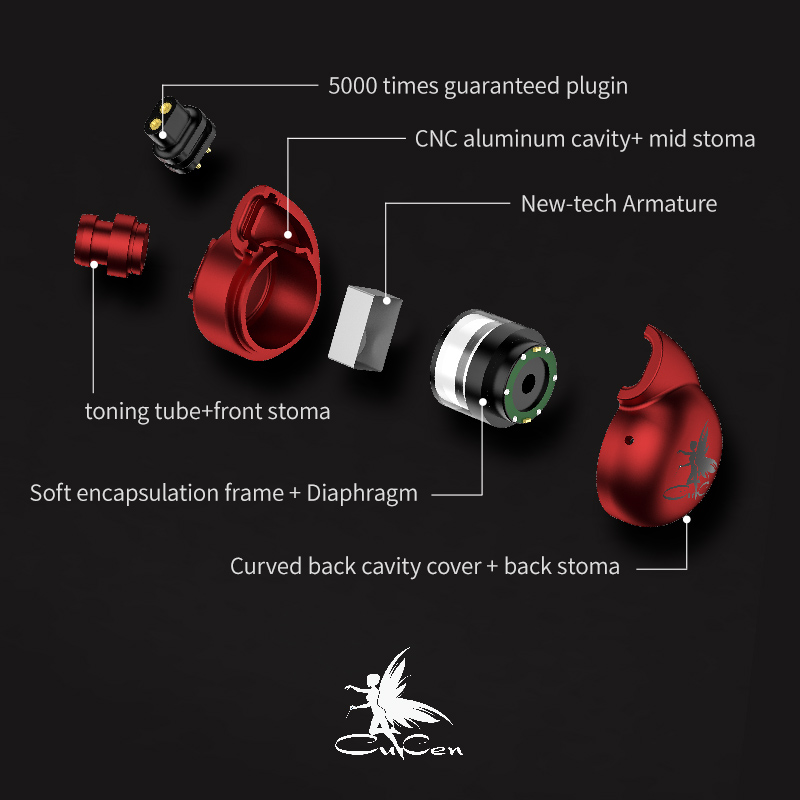 5000 times guaranteed plugin
CNC aluminum cavity+ mid stoma
New-tech Armature
toning tube+front stoma
Soft encapsulation frame + Diaphragm
Curved back cavity cover + back stoma
CuCen